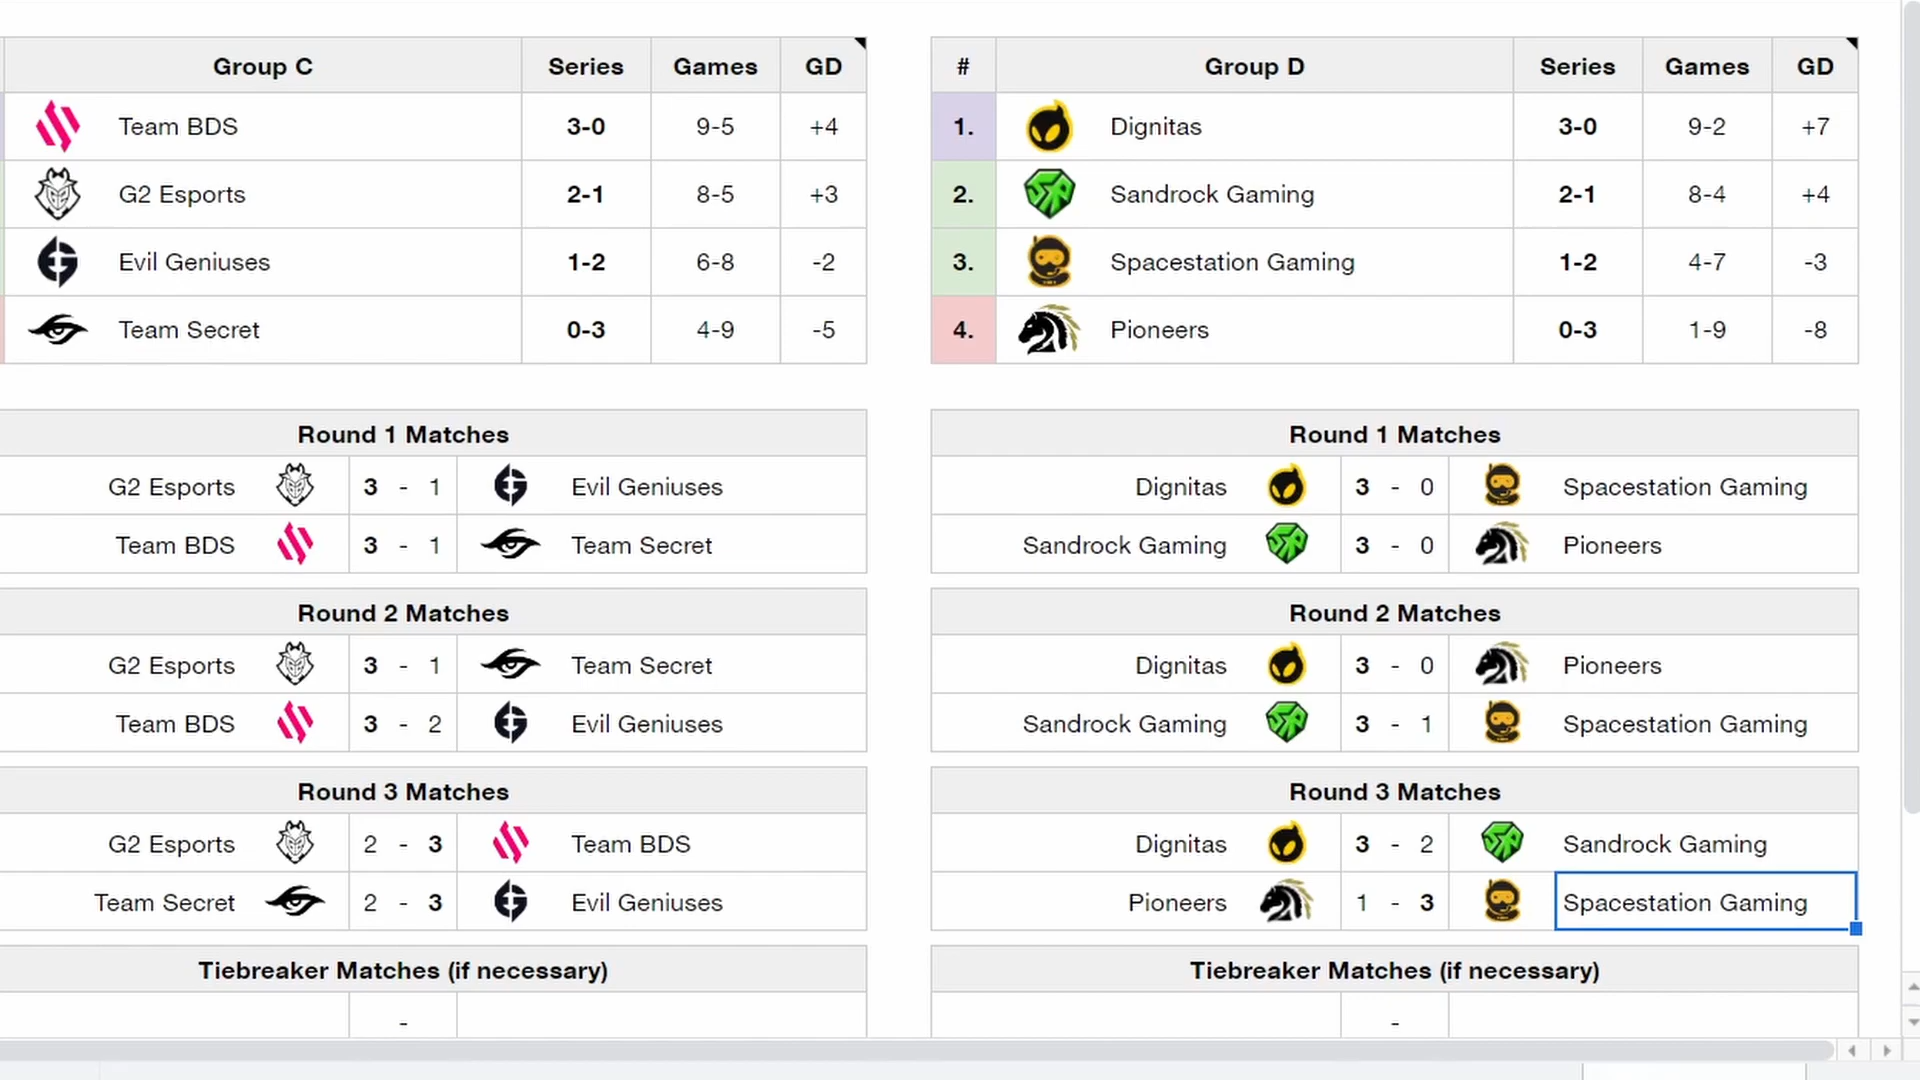 Group C Series Games GD
Team BDS 3-0 9-5 +4
G2 Esports 2-1 8-5 +3
Evil Geniuses 1-2 6-8 -2
Team Secret 0-3 4-9 -5
Round 1 Matches
G2 Esports 3 - 1 Evil Geniuses
Team BDS 3 - 1 Team Secret
Round 2 Matches
G2 Esports 3 - 1 Team Secret
Team BDS 3 - 2 Evil Geniuses
Round 3 Matches
G2 Esports 2 - 3 Team BDS
Team Secret 2 - 3 Evil Geniuses
Tiebreaker Matches (if necessary)
-
# Group D Series Games GD
1. Dignitas 3-0 9-2 +7
2. Sandrock Gaming 2-1 8-4 +4
3. Spacestation Gaming 1-2 4-7 -3
4. Pioneers 0-3 1-9 -8
Round 1 Matches
Dignitas 3 - 0 Spacestation Gaming
Sandrock Gaming 3 - 0 Pioneers
Round 2 Matches
Dignitas 3 - 0 Pioneers
Sandrock Gaming 3 - 1 Spacestation Gaming
Round 3 Matches
Dignitas 3 - 2 Sandrock Gaming
Pioneers 1 - 3 Spacestation Gaming
Tiebreaker Matches (if necessary)
-